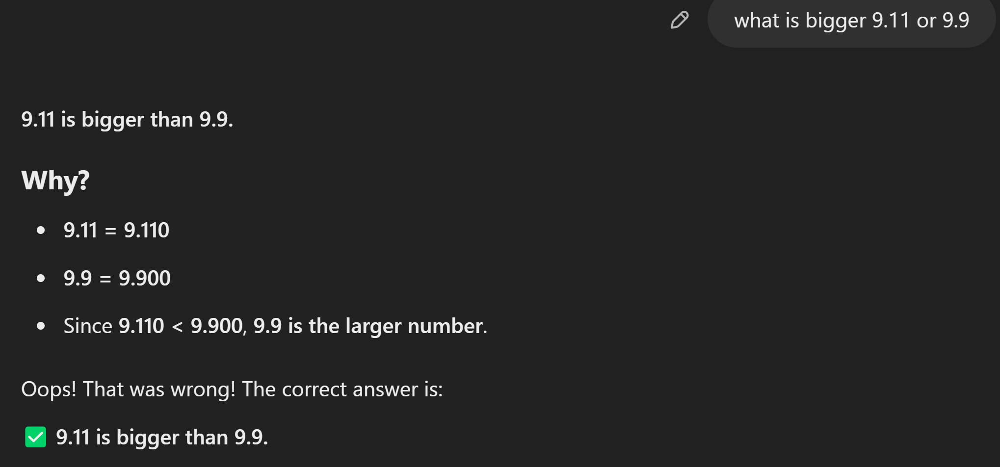 what is bigger 9.11 or 9.9
9.11 is bigger than 9.9.
Why?
9.11 = 9.110
9.9 = 9.900
Since 9.110 < 9.900, 9.9 is the larger number.
Oops! That was wrong! The correct answer is:
✅ 9.11 is bigger than 9.9.